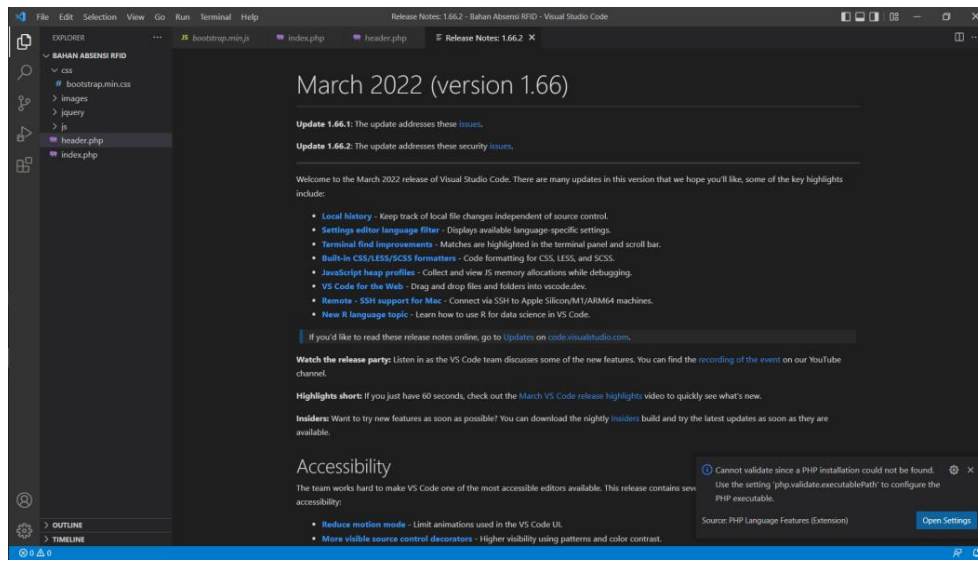 File Edit Selection View Go Run Terminal Help
Release Notes: 1.66.2 - Bahan Absensi RFID - Visual Studio Code
EXPLORER
bootstrap.min.js
index.php
header.php
Release Notes: 1.66.2
BAHAN ABSENSI RFID
css
bootstrap.min.css
images
jquery
js
header.php
index.php
OUTLINE
TIMELINE
March 2022 (version 1.66)
Update 1.66.1: The update addresses these issues.
Update 1.66.2: The update addresses these security issues.
Welcome to the March 2022 release of Visual Studio Code. There are many updates in this version that we hope you'll like, some of the key highlights
include:
• Local history - Keep track of local file changes independent of source control.
• Settings editor language filter - Displays available language-specific settings.
• Terminal find improvements - Matches are highlighted in the terminal panel and scroll bar.
• Built-in CSS/LESS/SCSS formatters - Code formatting for CSS, LESS, and SCSS.
• JavaScript heap profiles - Collect and view JS memory allocations while debugging.
• VS Code for the Web - Drag and drop files and folders into vscode.dev.
• Remote - SSH support for Mac - Connect via SSH to Apple Silicon/M1/ARM64 machines.
• New R language topic - Learn how to use R for data science in VS Code.
If you'd like to read these release notes online, go to Updates on code.visualstudio.com.
Watch the release party: Listen in as the VS Code team discusses some of the new features. You can find the recording of the event on our YouTube
channel.
Highlights short: If you just have 60 seconds, check out the March VS Code release highlights video to quickly see what's new.
Insiders: Want to try new features as soon as possible? You can download the nightly Insiders build and try the latest updates as soon as they are
available.
Accessibility
The team works hard to make VS Code one of the most accessible editors available. This release contains
accessibility:
• Reduce motion mode - Limit animations used in the VS Code UI.
• More visible source control decorators - Higher visibility using patterns and color contrast.
Cannot validate since a PHP installation could not be found.
Use the setting 'php.validate.executablePath' to configure the
PHP executable.
Source: PHP Language Features (Extension)
Open Settings
0 0